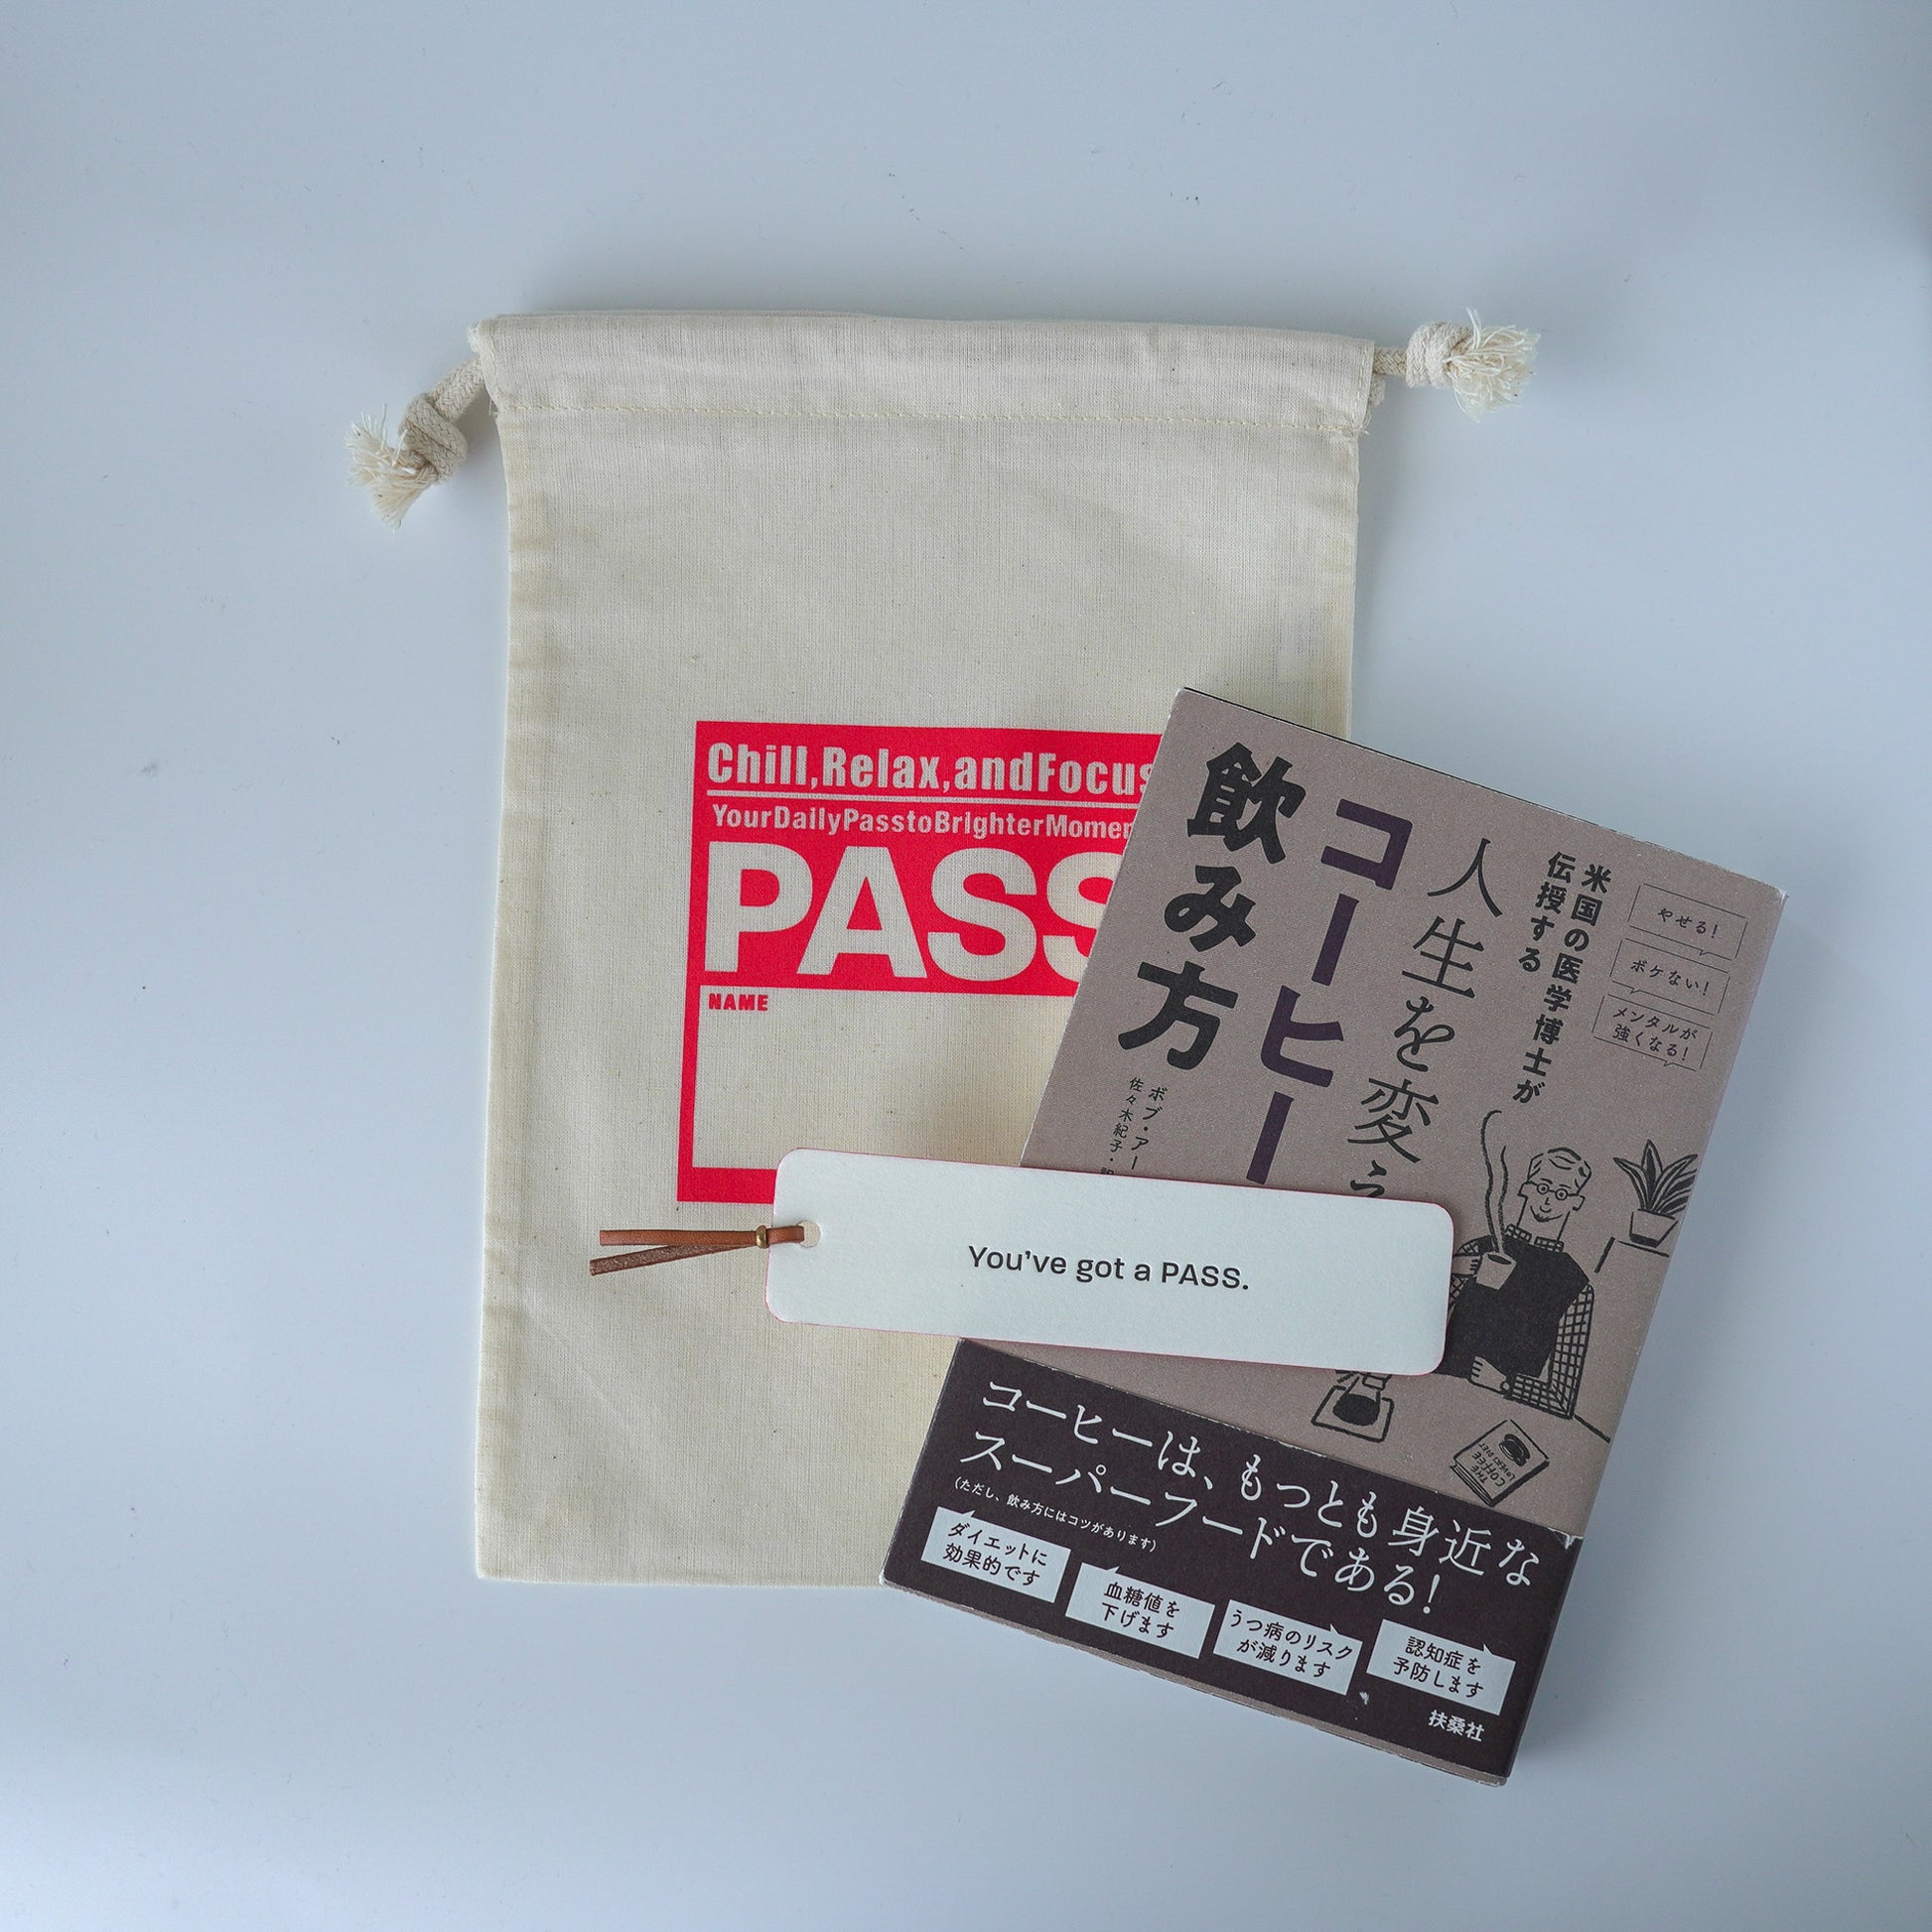 Chill,Relax,andFocus
YourDailyPasstoBrighterMomen
PASS
NAME
やせる!
ボケない!
メンタルが
強くなる!
米国の医学博士が
伝授する
人生を変え
コーヒー
飲み方
ボブ・アー
佐々木紀子・訳
You've got a PASS.
THE
COFFEE
LOVER'S DIET
コーヒーは、もっとも身近な
スーパーフードである!
(ただし、飲み方にはコツがあります)
ダイエットに
効果的です
血糖値を
下げます
うつ病のリスク
が減ります
認知症を
予防します
扶桑社